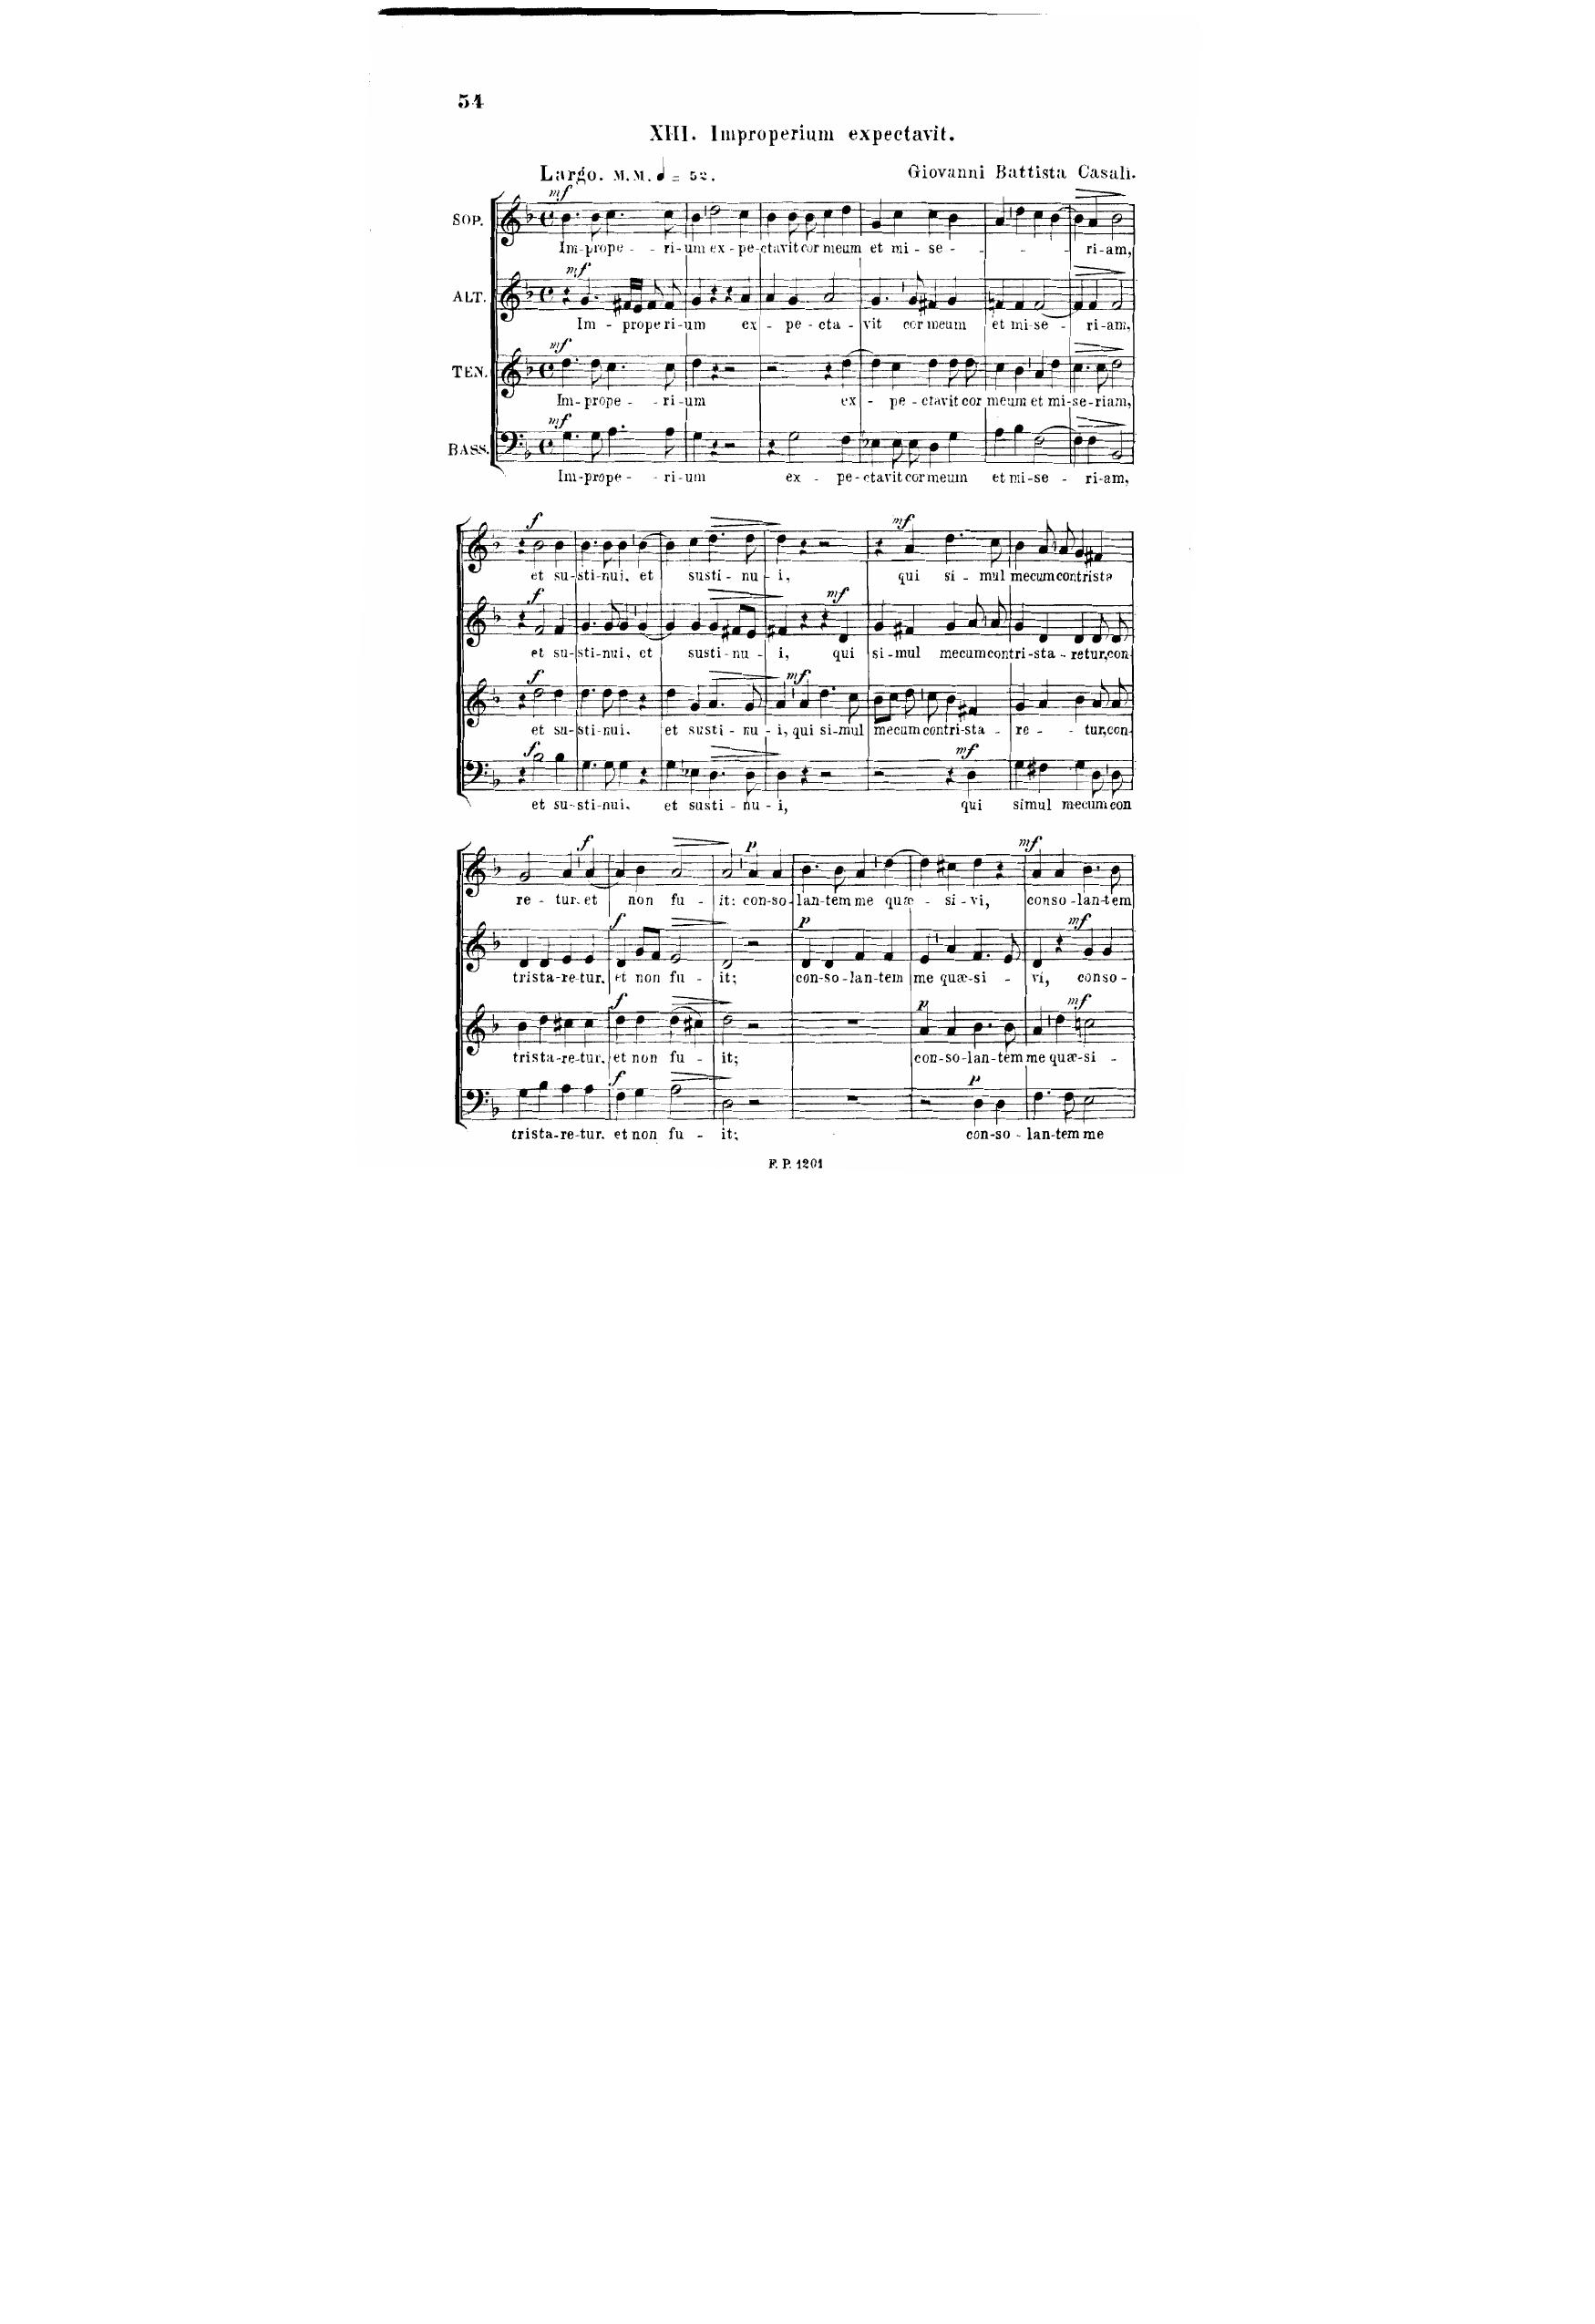 54
XIII. Improperium expectavit.
Largo. M. M. = 52.
Giovanni Battista Casali.
mf
SOP.
Im-prope - ri-um ex-pe-ctavit cor meum et mi - se - ri-am,
mf
ALT.
Im - properi-um ex - pe - cta - vit cor meum et mi-se - ri-am,
mf
TEN.
Im-prope - ri-um ex - pe-ctavit cor meum et mi-se-riam,
mf
BASS.
Im-prope - ri-um ex - pe-ctavit cor meum et mi-se - ri-am,
f mf
et su-sti-nui. et susti - nu - i, qui si - mul mecum contrista
f mf
et su-sti-nui, et susti-nu - i, qui si-mul mecum contri-sta - retur, con-
f mf
et su-sti-nui. et susti - nu - i, qui si-mul mecum contri-sta - re - tur, con-
f mf
et su-sti-nui. et susti - nu - i, qui simul mecum con
f p mf
re - tur. et non fu - it: con-so-lan-tem me quæ - si-vi, conso-lan-tem
f p mf
trista-re-tur. et non fu - it; con-so-lan-tem me quæ-si - vi, conso-
f p mf
trista-re-tur. et non fu - it; con-so-lan-tem me quæ-si -
f p
trista-re-tur. et non fu - it; con-so - lan-tem me
F. P. 1201